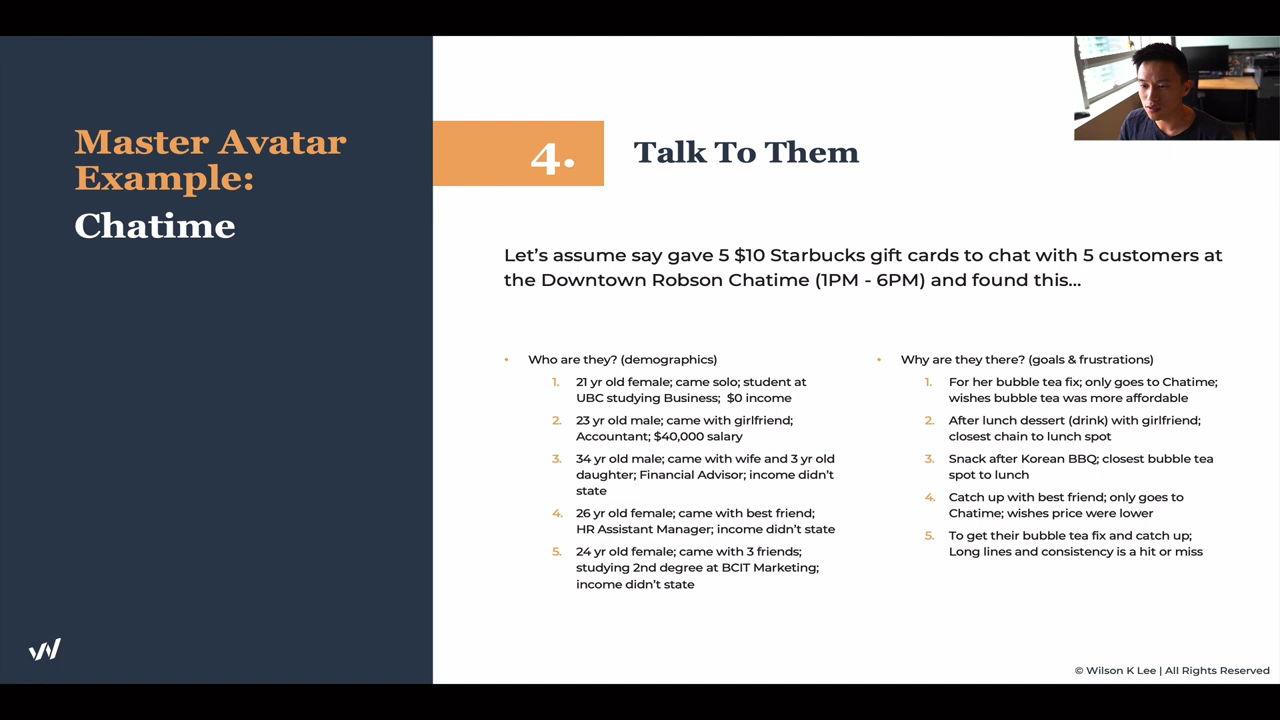 Master Avatar
Example:
Chatime
4.
Talk To Them
Let's assume say gave 5 $10 Starbucks gift cards to chat with 5 customers at
the Downtown Robson Chatime (1PM - 6PM) and found this...
• Who are they? (demographics)
1. 21 yr old female; came solo; student at
UBC studying Business;  $0 income
2. 23 yr old male; came with girlfriend;
Accountant; $40,000 salary
3. 34 yr old male; came with wife and 3 yr old
daughter; Financial Advisor; income didn't
state
4. 26 yr old female; came with best friend;
HR Assistant Manager; income didn't state
5. 24 yr old female; came with 3 friends;
studying 2nd degree at BCIT Marketing;
income didn't state
• Why are they there? (goals & frustrations)
1. For her bubble tea fix; only goes to Chatime;
wishes bubble tea was more affordable
2. After lunch dessert (drink) with girlfriend;
closest chain to lunch spot
3. Snack after Korean BBQ; closest bubble tea
spot to lunch
4. Catch up with best friend; only goes to
Chatime; wishes price were lower
5. To get their bubble tea fix and catch up;
Long lines and consistency is a hit or miss
© Wilson K Lee | All Rights Reserved